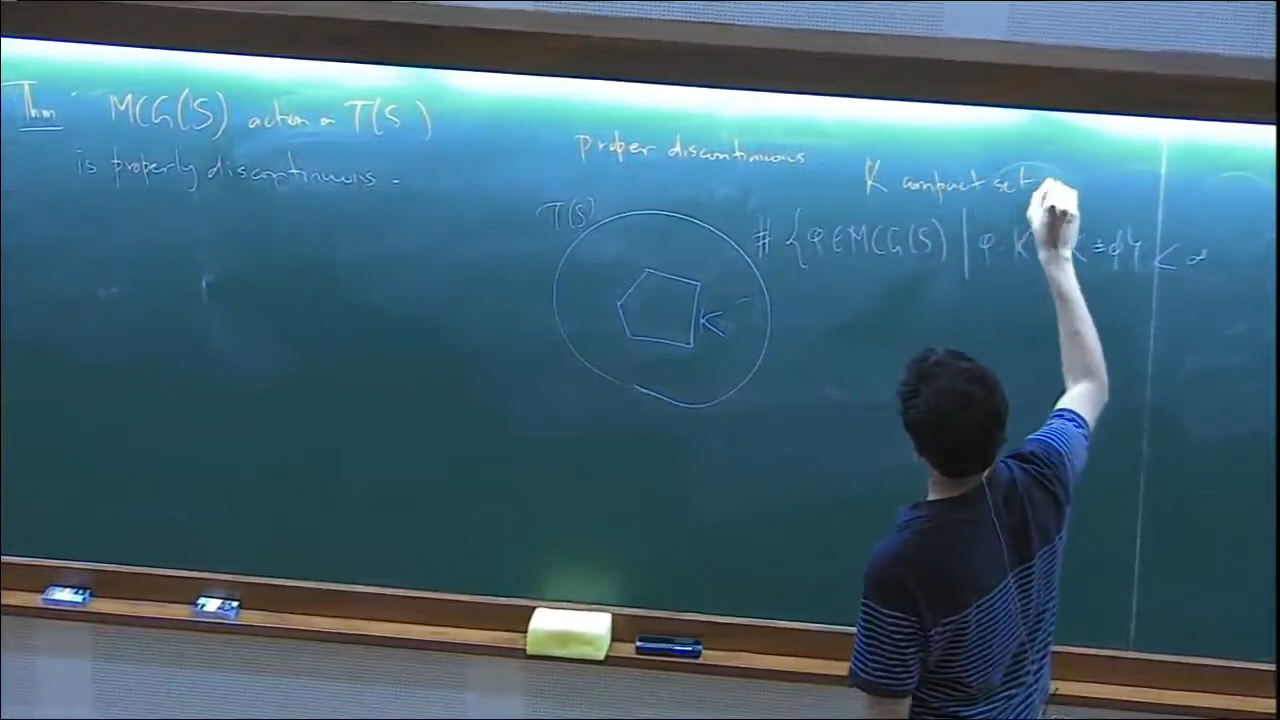 Thm MCG(S) action on T(S)
is properly discontinuous.
proper discontinuous
K compact set
T(S)
# {φ∈MCG(S) | φ·K K ≠ φ} < ∞
K